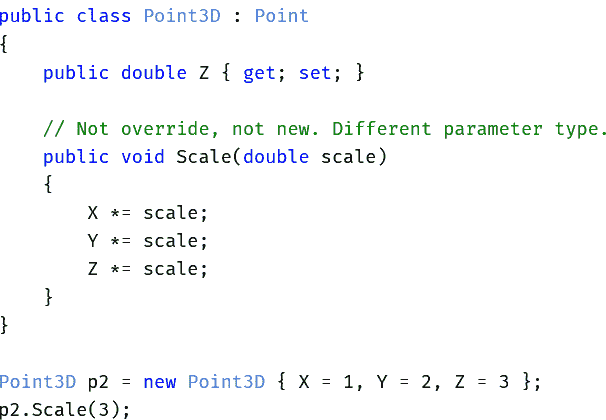 public class Point3D : Point
{
    public double Z { get; set; }

    // Not override, not new. Different parameter type.
    public void Scale(double scale)
    {
        X *= scale;
        Y *= scale;
        Z *= scale;
    }
}

Point3D p2 = new Point3D { X = 1, Y = 2, Z = 3 };
p2.Scale(3);